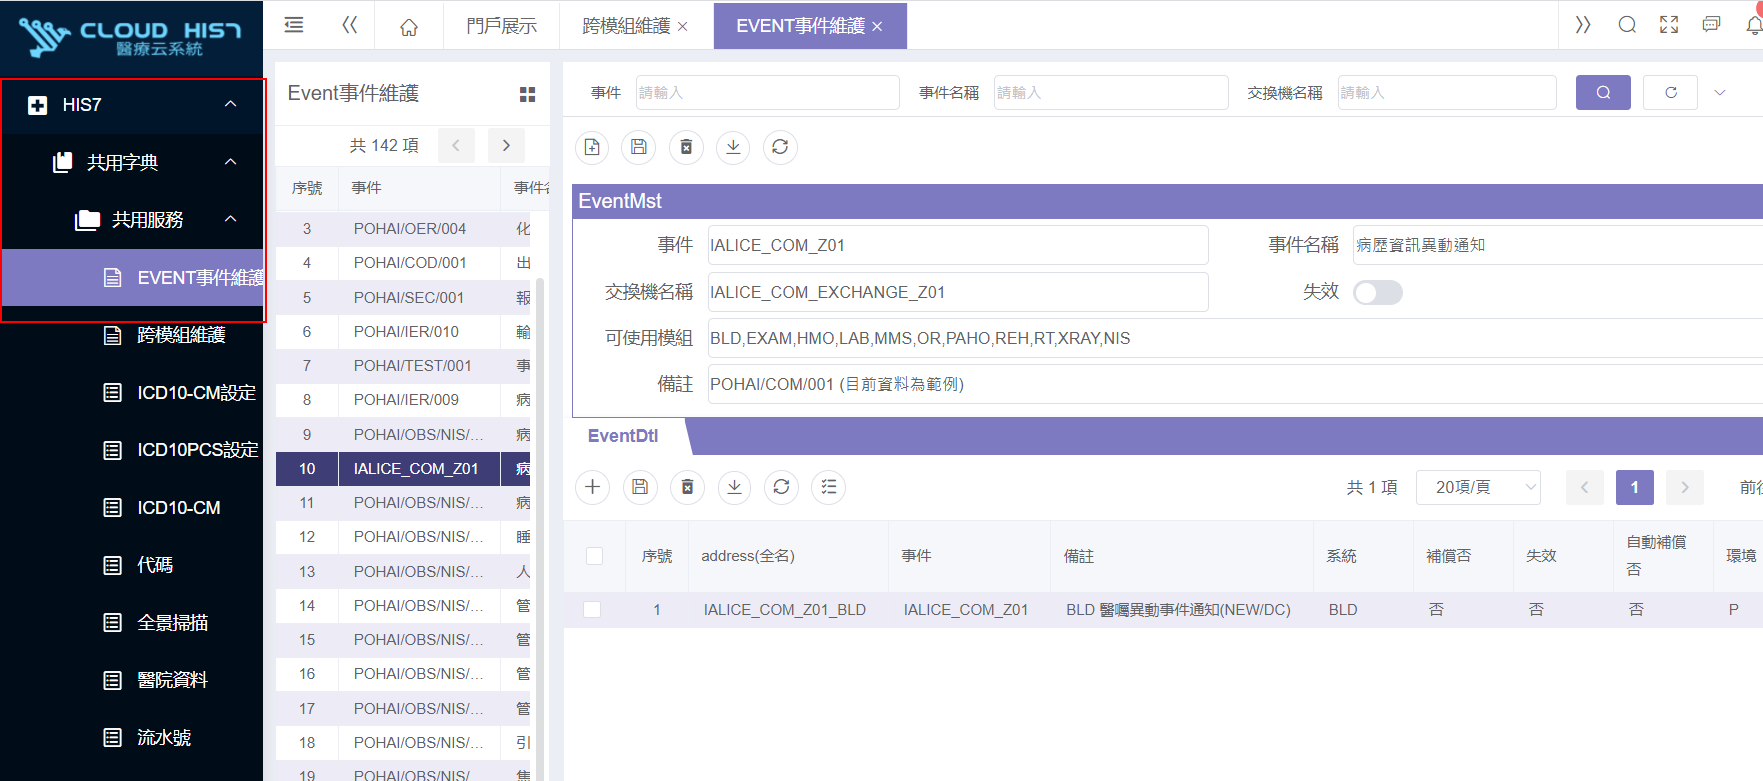 CLOUD HIS7
醫療云系統
HIS7
共用字典
共用服務
EVENT事件維護
跨模組維護
ICD10-CM設定
ICD10PCS設定
ICD10-CM
代碼
全景掃描
醫院資料
流水號
門戶展示
跨模組維護
EVENT事件維護
Event事件維護
共 142 項
序號 事件 事件名
3 POHAI/OER/004 化
4 POHAI/COD/001 出
5 POHAI/SEC/001 報
6 POHAI/IER/010 輸
7 POHAI/TEST/001 事
8 POHAI/IER/009 病
9 POHAI/OBS/NIS/... 病
10 IALICE_COM_Z01 病
11 POHAI/OBS/NIS/... 病
12 POHAI/OBS/NIS/... 睡
13 POHAI/OBS/NIS/... 人
14 POHAI/OBS/NIS/... 管
15 POHAI/OBS/NIS/... 管
16 POHAI/OBS/NIS/... 管
17 POHAI/OBS/NIS/... 管
18 POHAI/OBS/NIS/... 引
19 POHAI/OBS/NIS/ 焦
事件 請輸入 事件名稱 請輸入 交換機名稱 請輸入
EventMst
事件 IALICE_COM_Z01 事件名稱 病歷資訊異動通知
交換機名稱 IALICE_COM_EXCHANGE_Z01 失效
可使用模組 BLD,EXAM,HMO,LAB,MMS,OR,PAHO,REH,RT,XRAY,NIS
備註 POHAI/COM/001 (目前資料為範例)
EventDtl
共 1 項 20項/頁 1 前往
序號 address(全名) 事件 備註 系統 補償否 失效 自動補償否 環境
1 IALICE_COM_Z01_BLD IALICE_COM_Z01 BLD 醫囑異動事件通知(NEW/DC) BLD 否 否 否 P